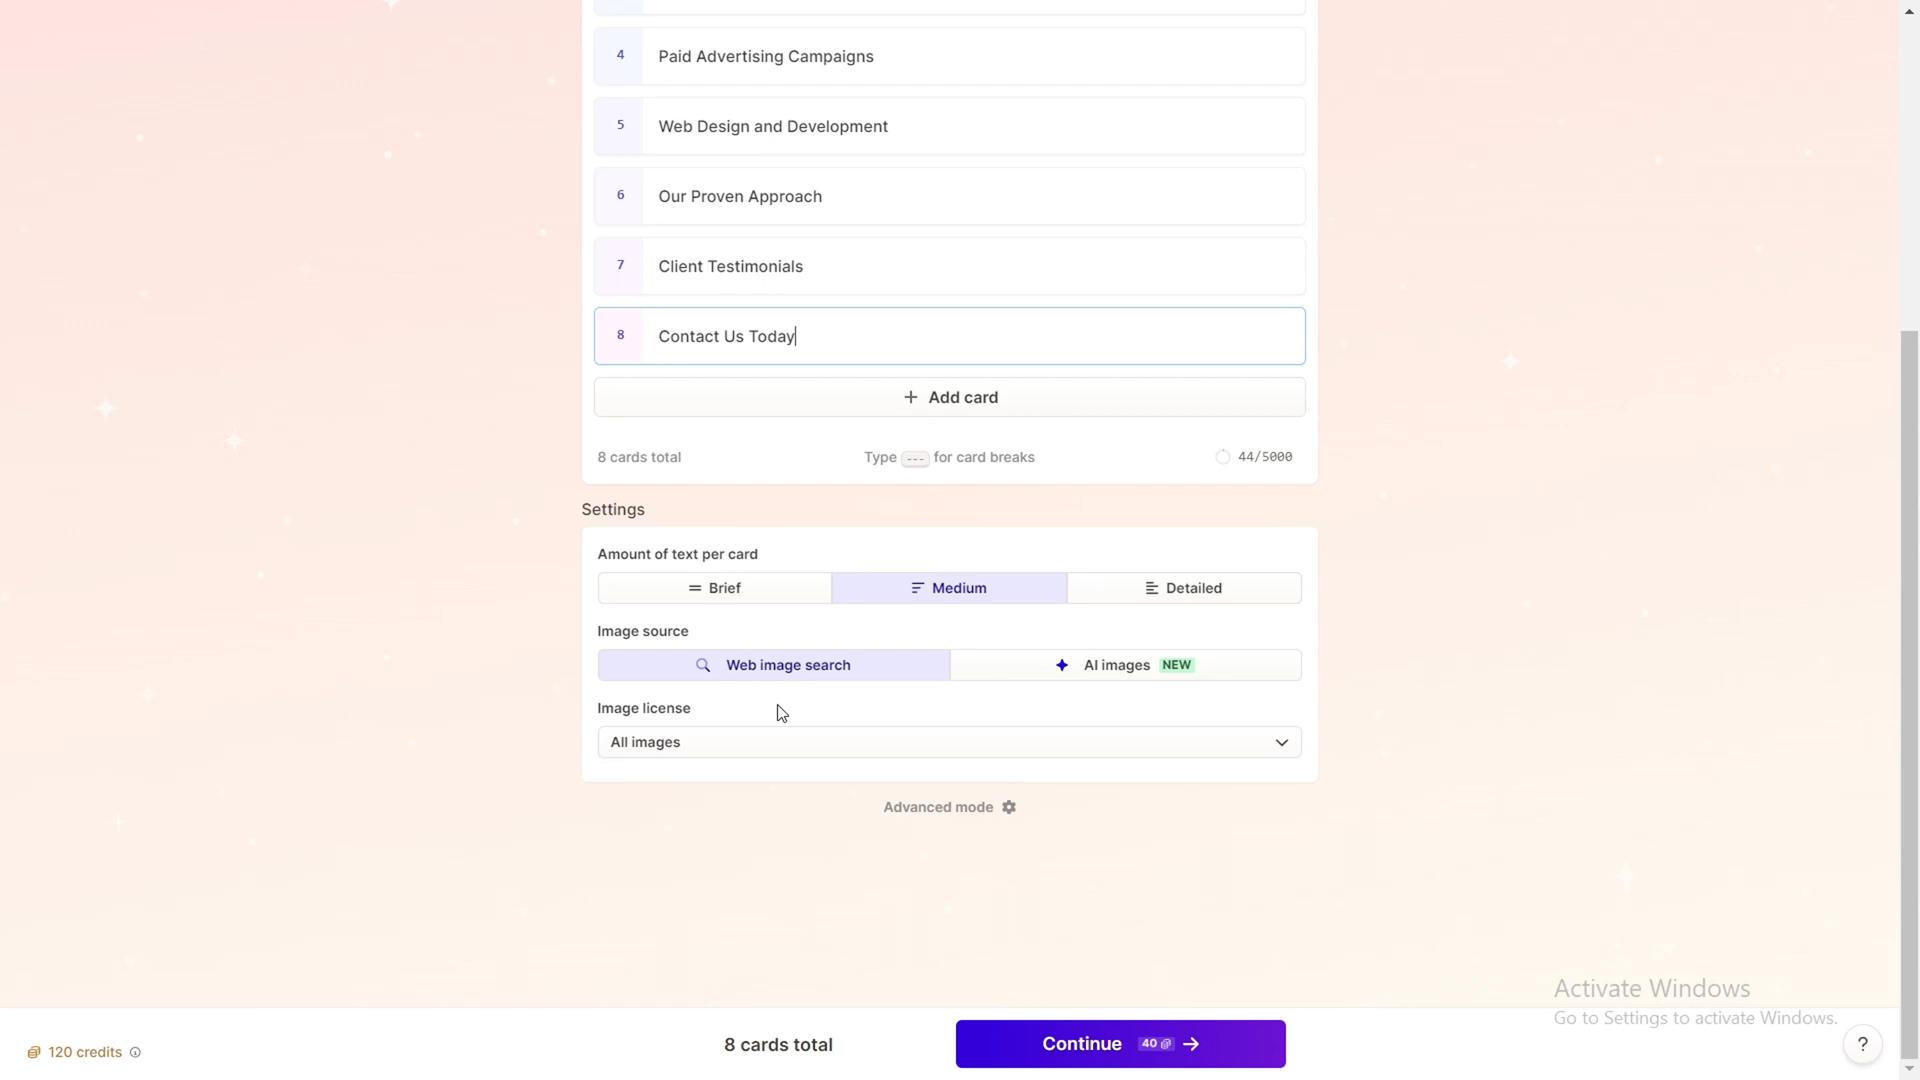 4 Paid Advertising Campaigns
5 Web Design and Development
6 Our Proven Approach
7 Client Testimonials
8 Contact Us Today
+ Add card
8 cards total Type --- for card breaks 44/5000
Settings
Amount of text per card
Brief Medium Detailed
Image source
Web image search AI images NEW
Image license
All images
Advanced mode
Activate Windows
Go to Settings to activate Windows.
120 credits 8 cards total Continue 40 → ?